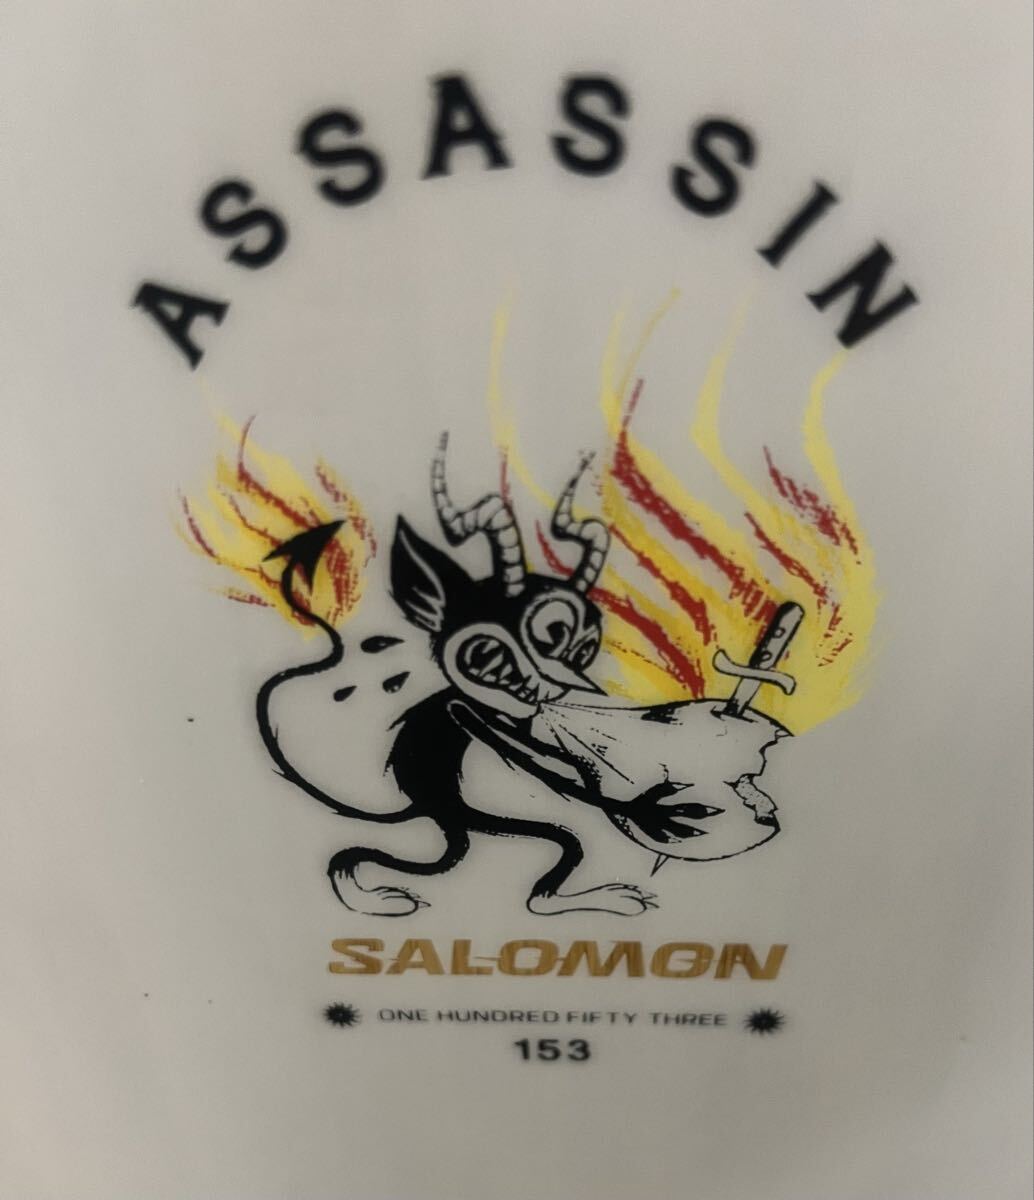 ASSASSIN
SALOMON
ONE HUNDRED FIFTY THREE
153